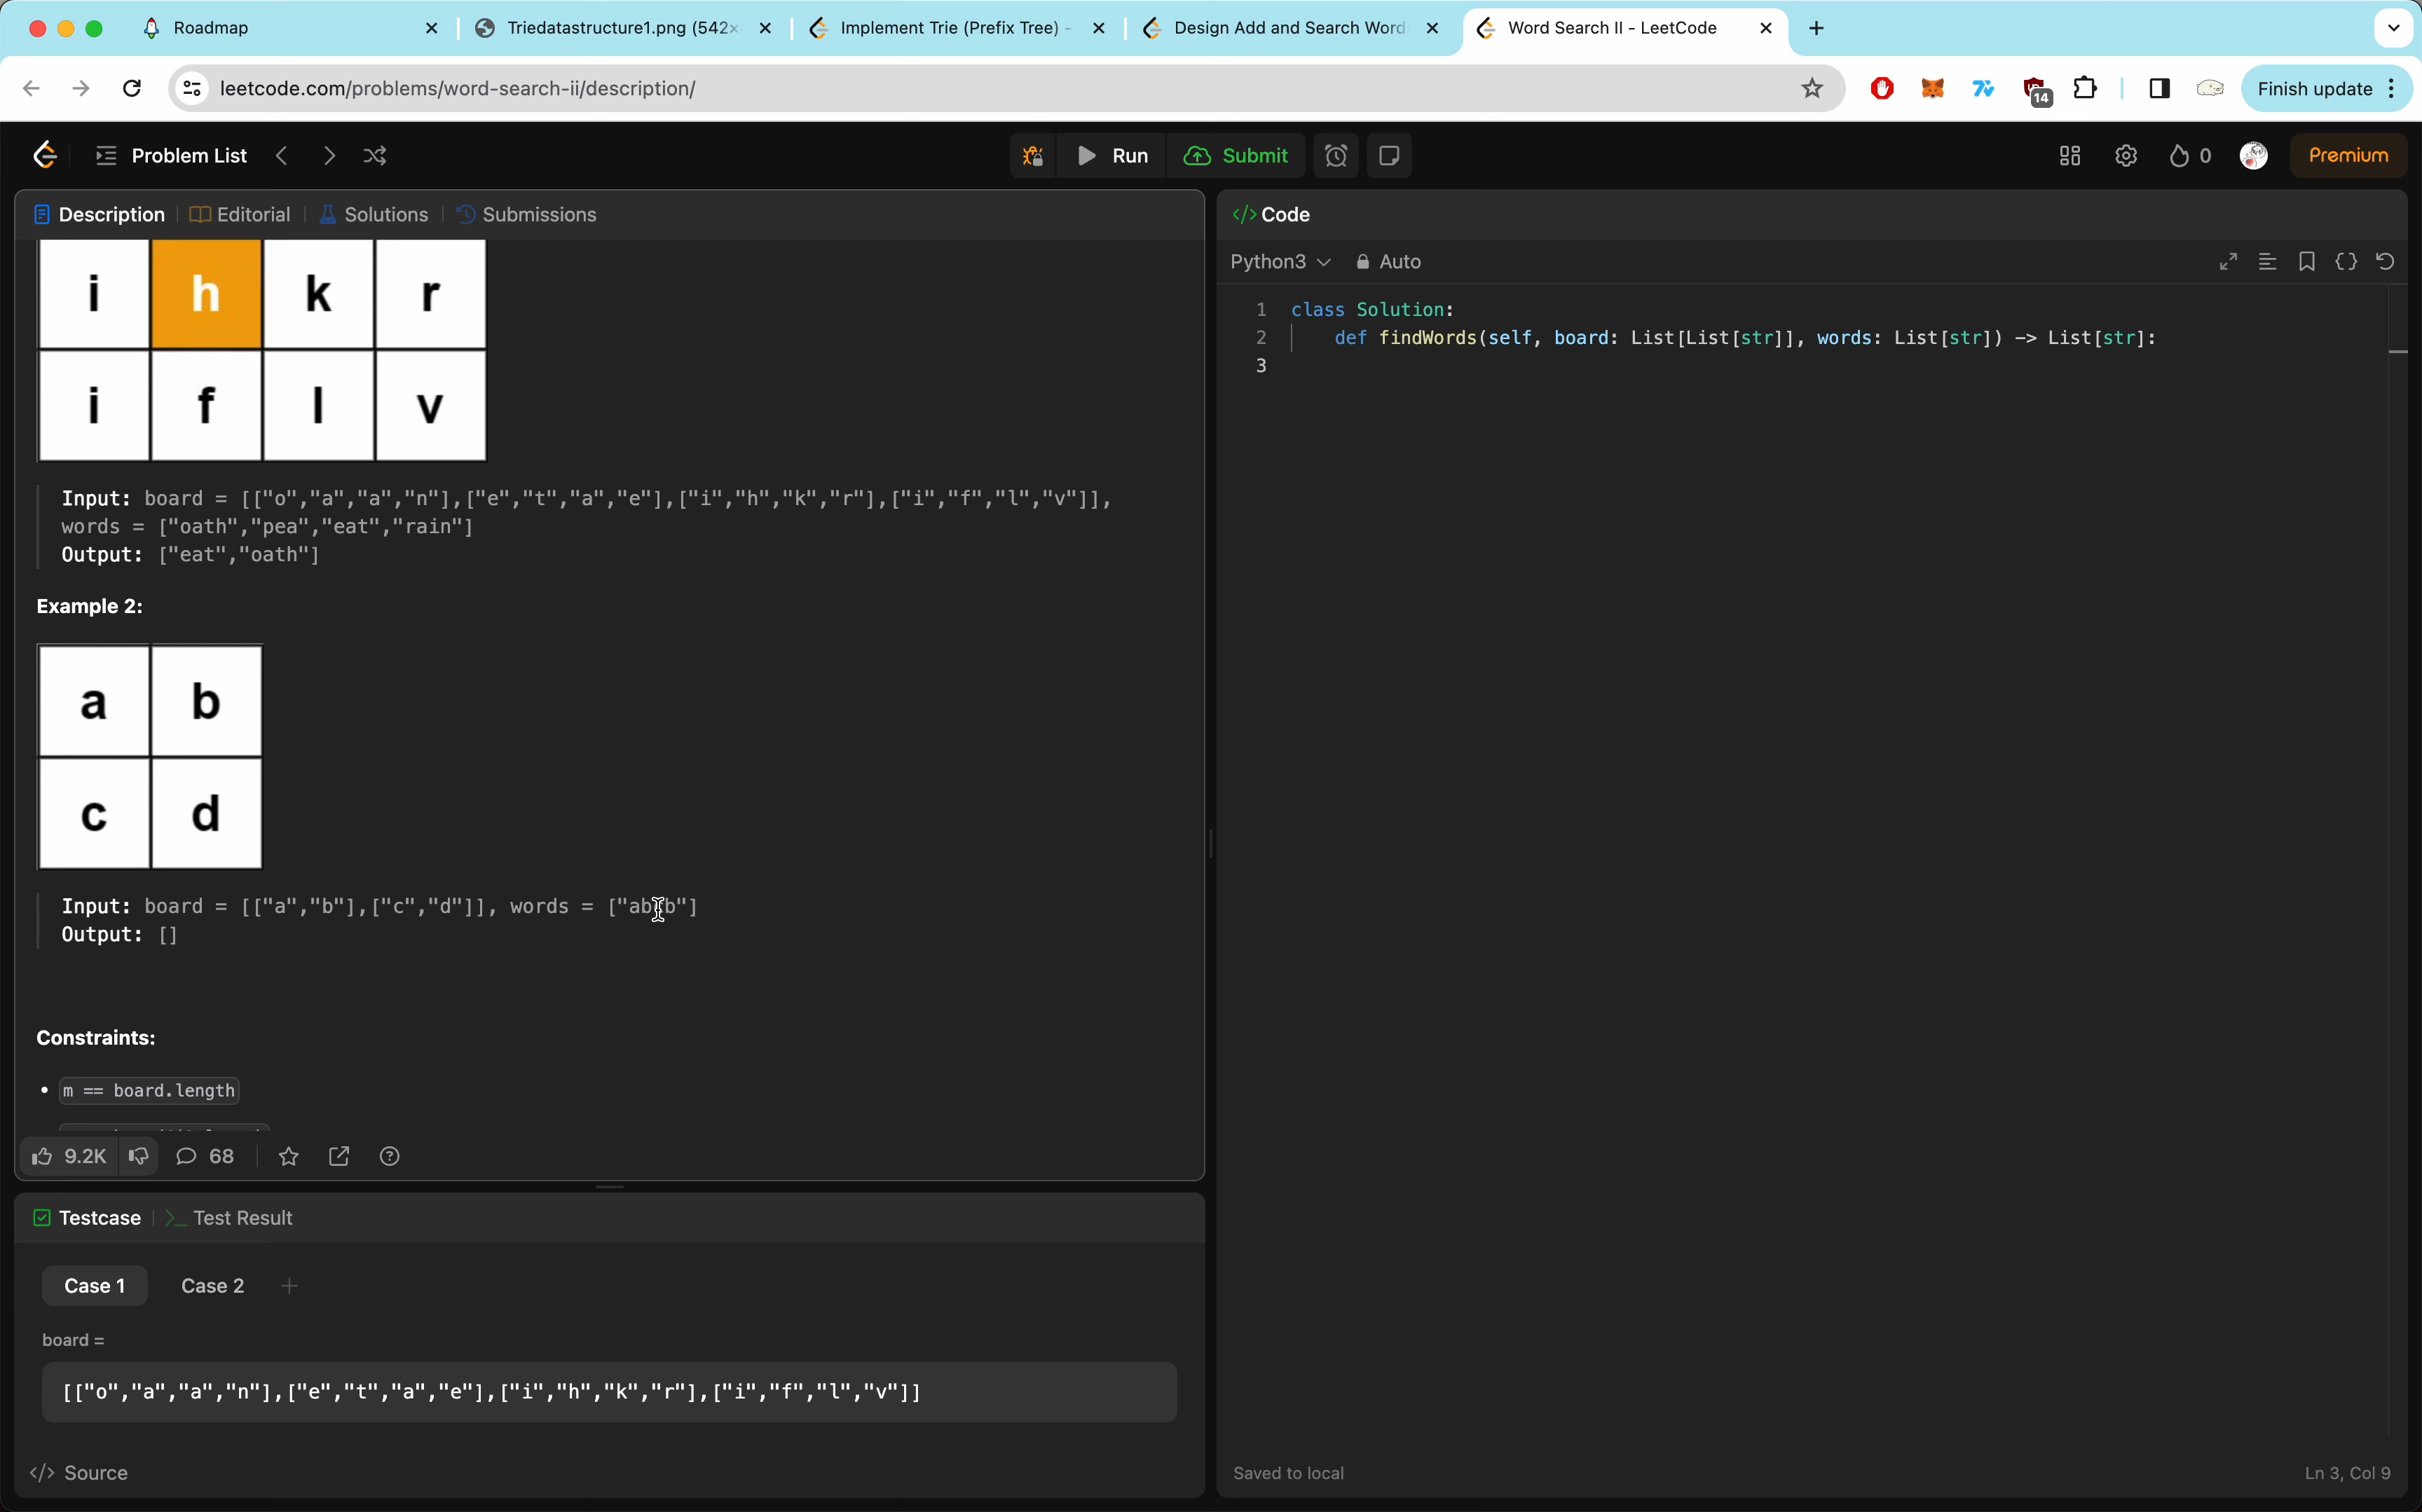 Roadmap
Triedatastructure1.png (542×
Implement Trie (Prefix Tree) -
Design Add and Search Word
Word Search II - LeetCode
leetcode.com/problems/word-search-ii/description/
14
Finish update
Problem List
Run
Submit
0
Premium
Description
Editorial
Solutions
Submissions
i h k r
i f l v
Input: board = [["o","a","a","n"],["e","t","a","e"],["i","h","k","r"],["i","f","l","v"]],
words = ["oath","pea","eat","rain"]
Output: ["eat","oath"]
Example 2:
a b
c d
Input: board = [["a","b"],["c","d"]], words = ["abcb"]
Output: []
Constraints:
• m == board.length
9.2K
68
Testcase
Test Result
Case 1
Case 2
board =
[["o","a","a","n"],["e","t","a","e"],["i","h","k","r"],["i","f","l","v"]]
Source
Code
Python3
Auto
1 class Solution:
2 def findWords(self, board: List[List[str]], words: List[str]) -> List[str]:
3
Saved to local
Ln 3, Col 9